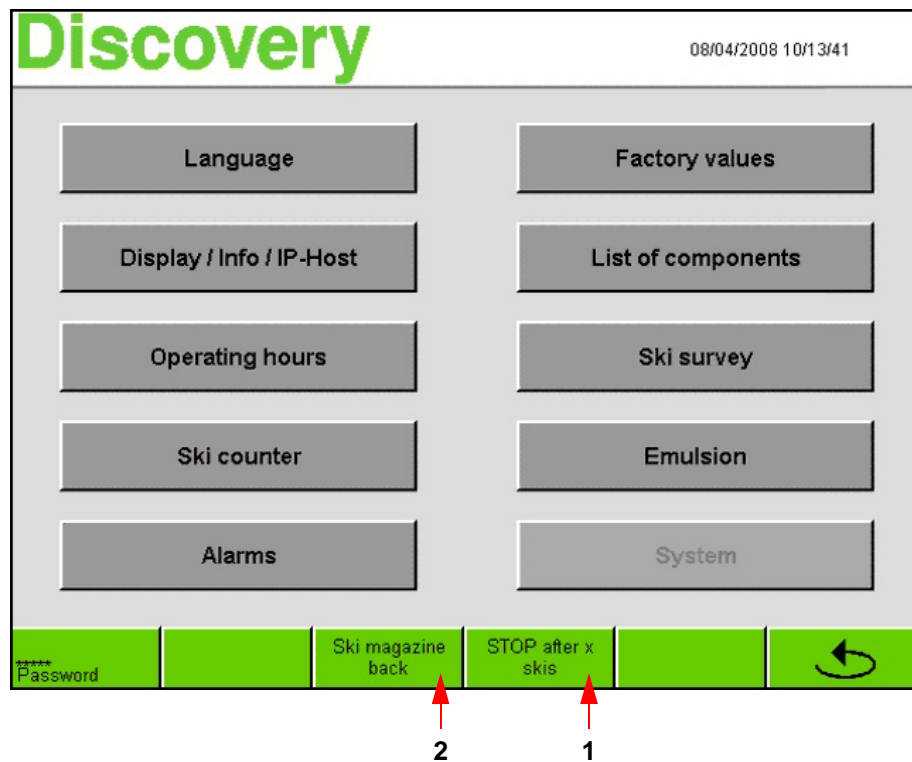 Discovery
08/04/2008 10/13/41
Language
Factory values
Display / Info / IP-Host
List of components
Operating hours
Ski survey
Ski counter
Emulsion
Alarms
System
*****
Password
Ski magazine
back
STOP after x
skis
2
1